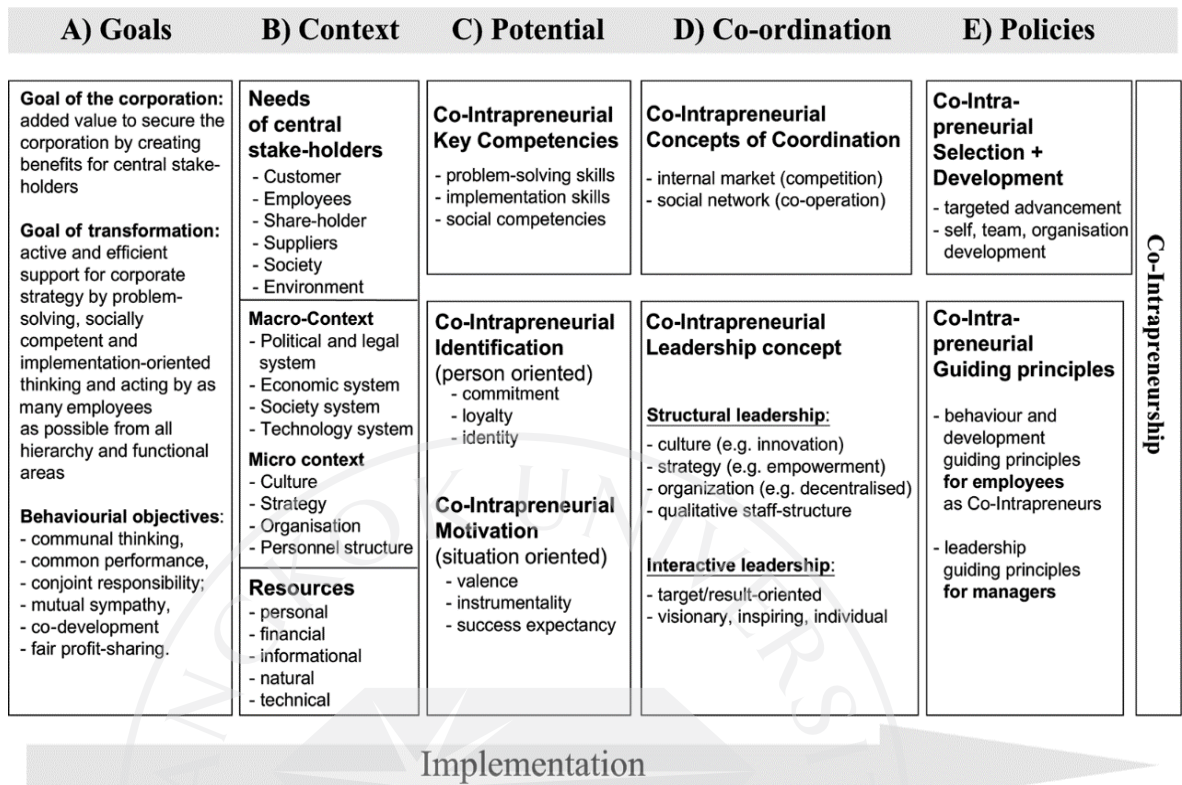 A) Goals
B) Context
C) Potential
D) Co-ordination
E) Policies
Goal of the corporation:
added value to secure the
corporation by creating
benefits for central stake-
holders
Goal of transformation:
active and efficient
support for corporate
strategy by problem-
solving, socially
competent and
implementation-oriented
thinking and acting by as
many employees
as possible from all
hierarchy and functional
areas
Behaviourial objectives:
- communal thinking,
- common performance,
- conjoint responsibility;
- mutual sympathy,
- co-development
- fair profit-sharing.
Needs
of central
stake-holders
- Customer
- Employees
- Share-holder
- Suppliers
- Society
- Environment
Macro-Context
- Political and legal
system
- Economic system
- Society system
- Technology system
Micro context
- Culture
- Strategy
- Organisation
- Personnel structure
Resources
- personal
- financial
- informational
- natural
- technical
Co-Intrapreneurial
Key Competencies
- problem-solving skills
- implementation skills
- social competencies
Co-Intrapreneurial
Identification
(person oriented)
- commitment
- loyalty
- identity
Co-Intrapreneurial
Motivation
(situation oriented)
- valence
- instrumentality
- success expectancy
Co-Intrapreneurial
Concepts of Coordination
- internal market (competition)
- social network (co-operation)
Co-Intrapreneurial
Leadership concept
Structural leadership:
- culture (e.g. innovation)
- strategy (e.g. empowerment)
- organization (e.g. decentralised)
- qualitative staff-structure
Interactive leadership:
- target/result-oriented
- visionary, inspiring, individual
Co-Intra-
preneurial
Selection +
Development
- targeted advancement
- self, team, organisation
development
Co-Intra-
preneurial
Guiding principles
- behaviour and
development
guiding principles
for employees
as Co-Intrapreneurs
- leadership
guiding principles
for managers
Co-Intrapreneurship
Implementation